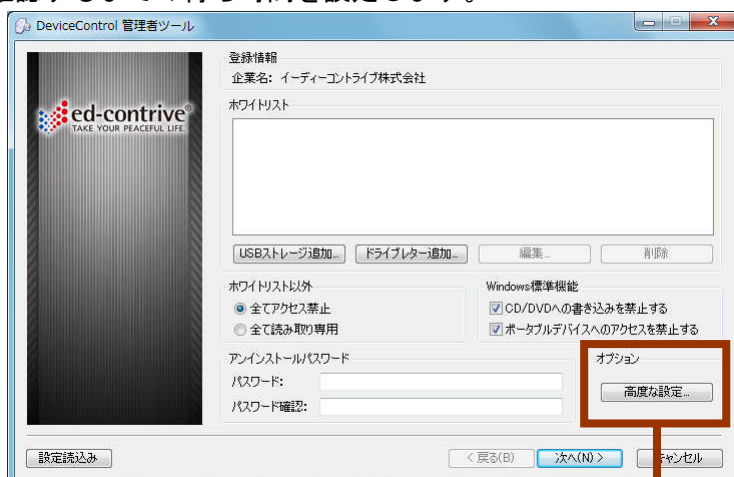 DeviceControl 管理者ツール
登録情報
企業名: イーディーコントライブ株式会社
ed-contrive®
TAKE YOUR PEACEFUL LIFE.
ホワイトリスト
USBストレージ追加... ドライブレター追加... 編集... 削除
ホワイトリスト以外
全てアクセス禁止
全て読み取り専用
Windows標準機能
CD/DVDへの書き込みを禁止する
ポータブルデバイスへのアクセスを禁止する
アンインストールパスワード
パスワード:
パスワード確認:
オプション
高度な設定...
設定読込み < 戻る(B) 次へ(N) > キャンセル